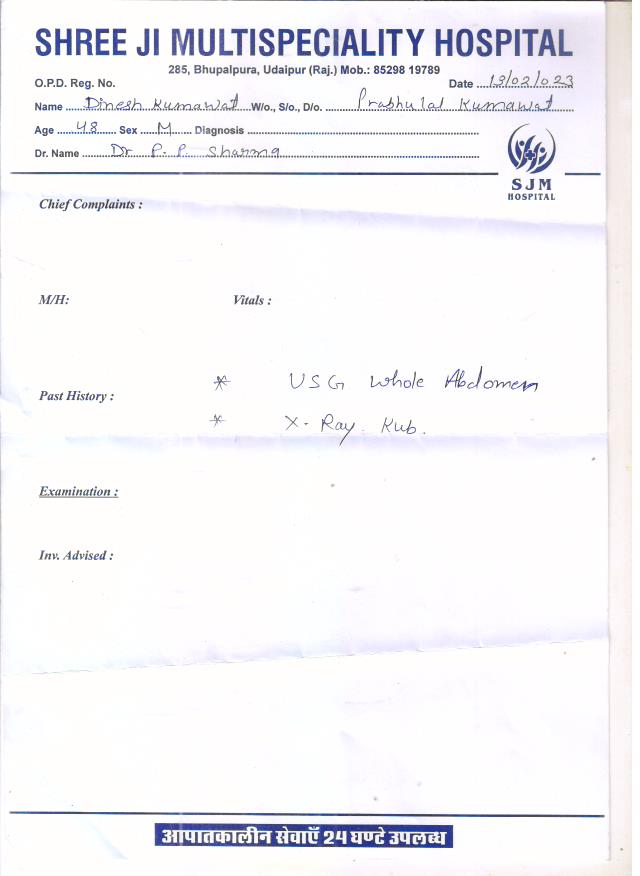 SHREE JI MULTISPECIALITY HOSPITAL
285, Bhupalpura, Udaipur (Raj.) Mob.: 85298 19789
O.P.D. Reg. No. Date 13/02/023
Name Dinesh Kumawat W/o., S/o., D/o. Prabhulal Kumawat
Age 48 Sex M Diagnosis
Dr. Name Dr P. P. Sharma
SJM
HOSPITAL
Chief Complaints :
M/H: Vitals :
* USG Whole Abdomen
Past History :
* X-Ray. Kub.
Examination :
Inv. Advised :
आपातकालीन सेवाएँ 24 घण्टे उपलब्ध